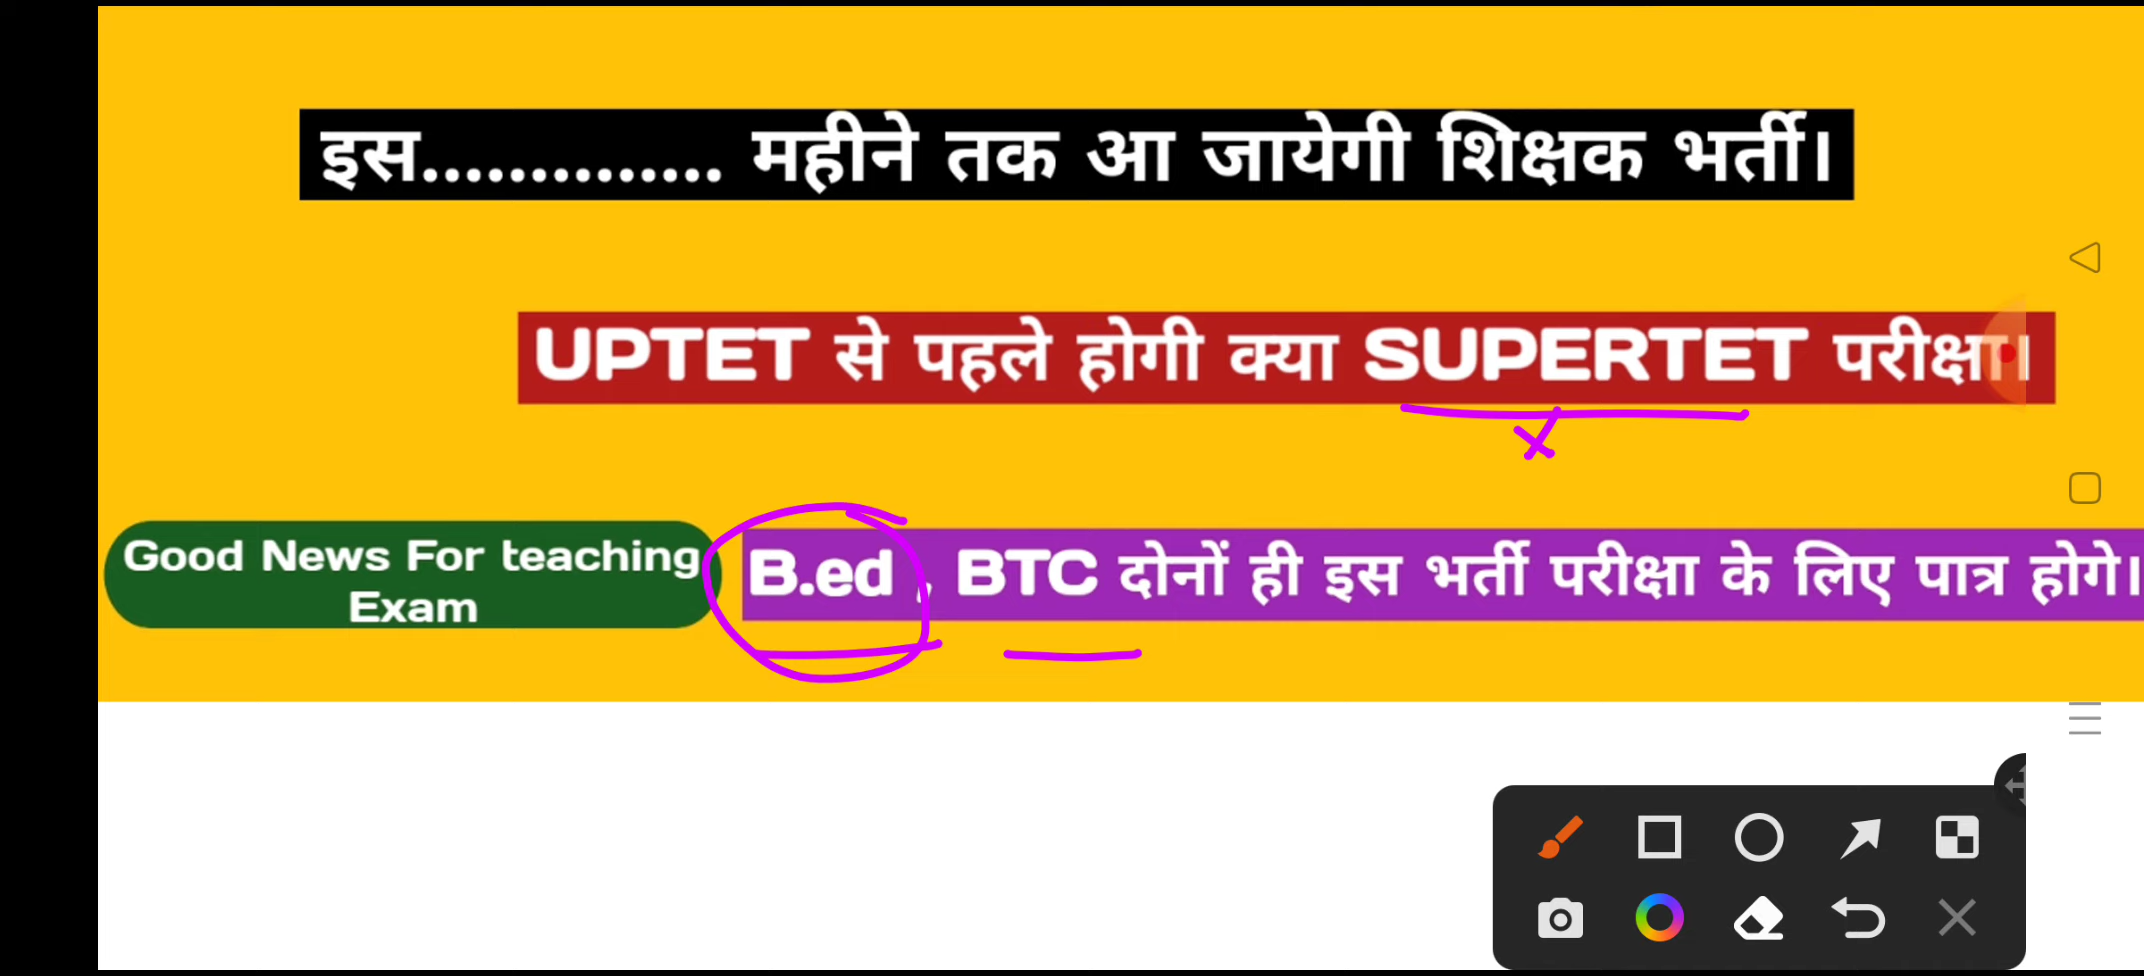 इस.............. महीने तक आ जायेगी शिक्षक भर्ती।
UPTET से पहले होगी क्या SUPERTET परीक्षा।
Good News For teaching
Exam
B.ed , BTC दोनों ही इस भर्ती परीक्षा के लिए पात्र होगे।